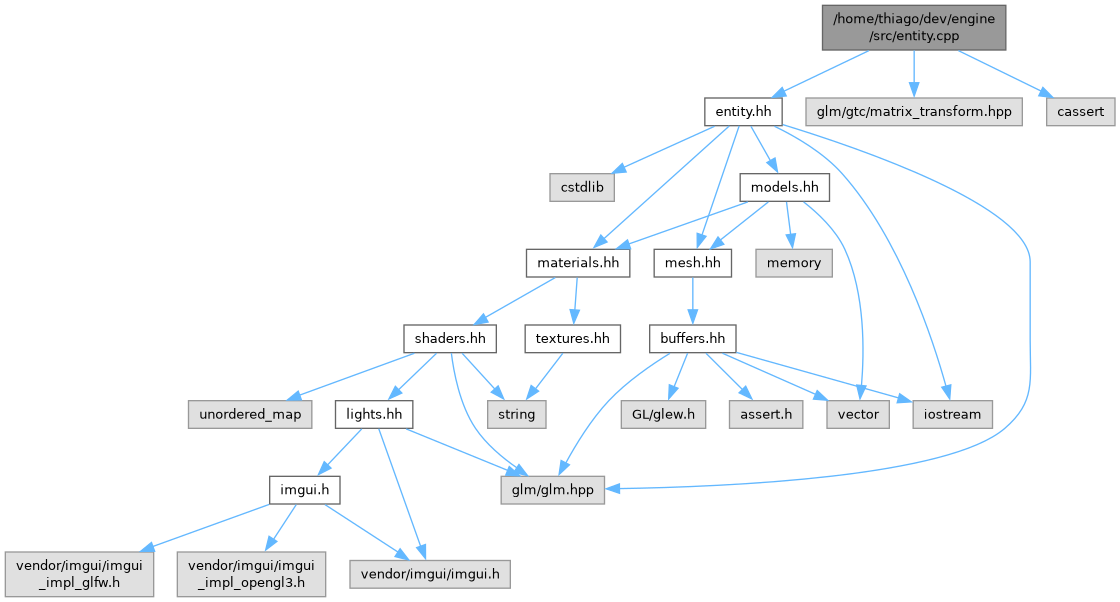 /home/thiago/dev/engine
/src/entity.cpp
entity.hh
glm/gtc/matrix_transform.hpp
cassert
cstdlib
models.hh
materials.hh
mesh.hh
memory
shaders.hh
textures.hh
buffers.hh
unordered_map
lights.hh
string
GL/glew.h
assert.h
vector
iostream
imgui.h
glm/glm.hpp
vendor/imgui/imgui
_impl_glfw.h
vendor/imgui/imgui
_impl_opengl3.h
vendor/imgui/imgui.h